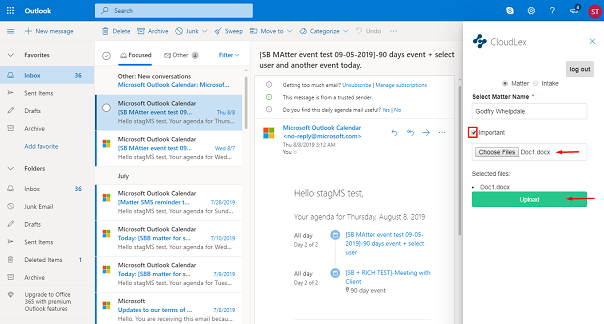 Outlook
Search
ST
New message
Delete
Archive
Junk
Sweep
Move to
Categorize
Undo
Favorites
Inbox 36
Sent Items
Drafts
Archive
Add favorite
Folders
Inbox 36
Junk Email
Drafts
Sent Items
Deleted Items 1
Archive
Upgrade to Office
365 with premium
Outlook features
Focused
Other
Filter
Other: New conversations
Microsoft Outlook Calendar; Microsof...
Microsoft Outlook Calendar
[SB MAtter event test 09... Thu 8/8
Hello stagMS test, Your agenda for Thurs...
Microsoft Outlook Calendar
[SB MAtter event test 09... Wed 8/7
Hello stagMS test, Your agenda for Wed...
July
Microsoft Outlook Calendar
[Matter SMS reminder t... 7/28/2019
Hello stagMS test, Your agenda for Sund...
Microsoft Outlook Calendar
Today: [SBB matter for s... 7/10/2019
Hello stagMS test, Your agenda for Wed...
Microsoft Outlook Calendar
Today: [SBB matter for s... 7/9/2019
Hello stagMS test, Your agenda for Tues...
Microsoft
Updates to our terms of ... 7/8/2019
Hello, You are receiving this email becau...
[SB MAtter event test 09-05-2019]-90 days event + select
user and another event today.
Getting too much email? Unsubscribe | Manage subscriptions
This message is from a trusted sender.
Do you find this daily agenda mail useful? Yes | No
Microsoft Outlook Calendar
<no-reply@microsoft.com>
Thu 8/8/2019 3:12 AM
You
Hello stagMS test,
Your agenda for Thursday, August 8, 2019
All day
Day 2 of 2
[SB MAtter event test 09-05-
2019]-90 days event + select
user
All day
Day 2 of 2
[SB + RICH TEST]-Meeting with
Client
90 day event
CloudLex
log out
Matter
Intake
Select Matter Name *
Godfry Whelpdale
Important
Choose Files Doc1.docx
Selected files:
Doc1.docx
Upload